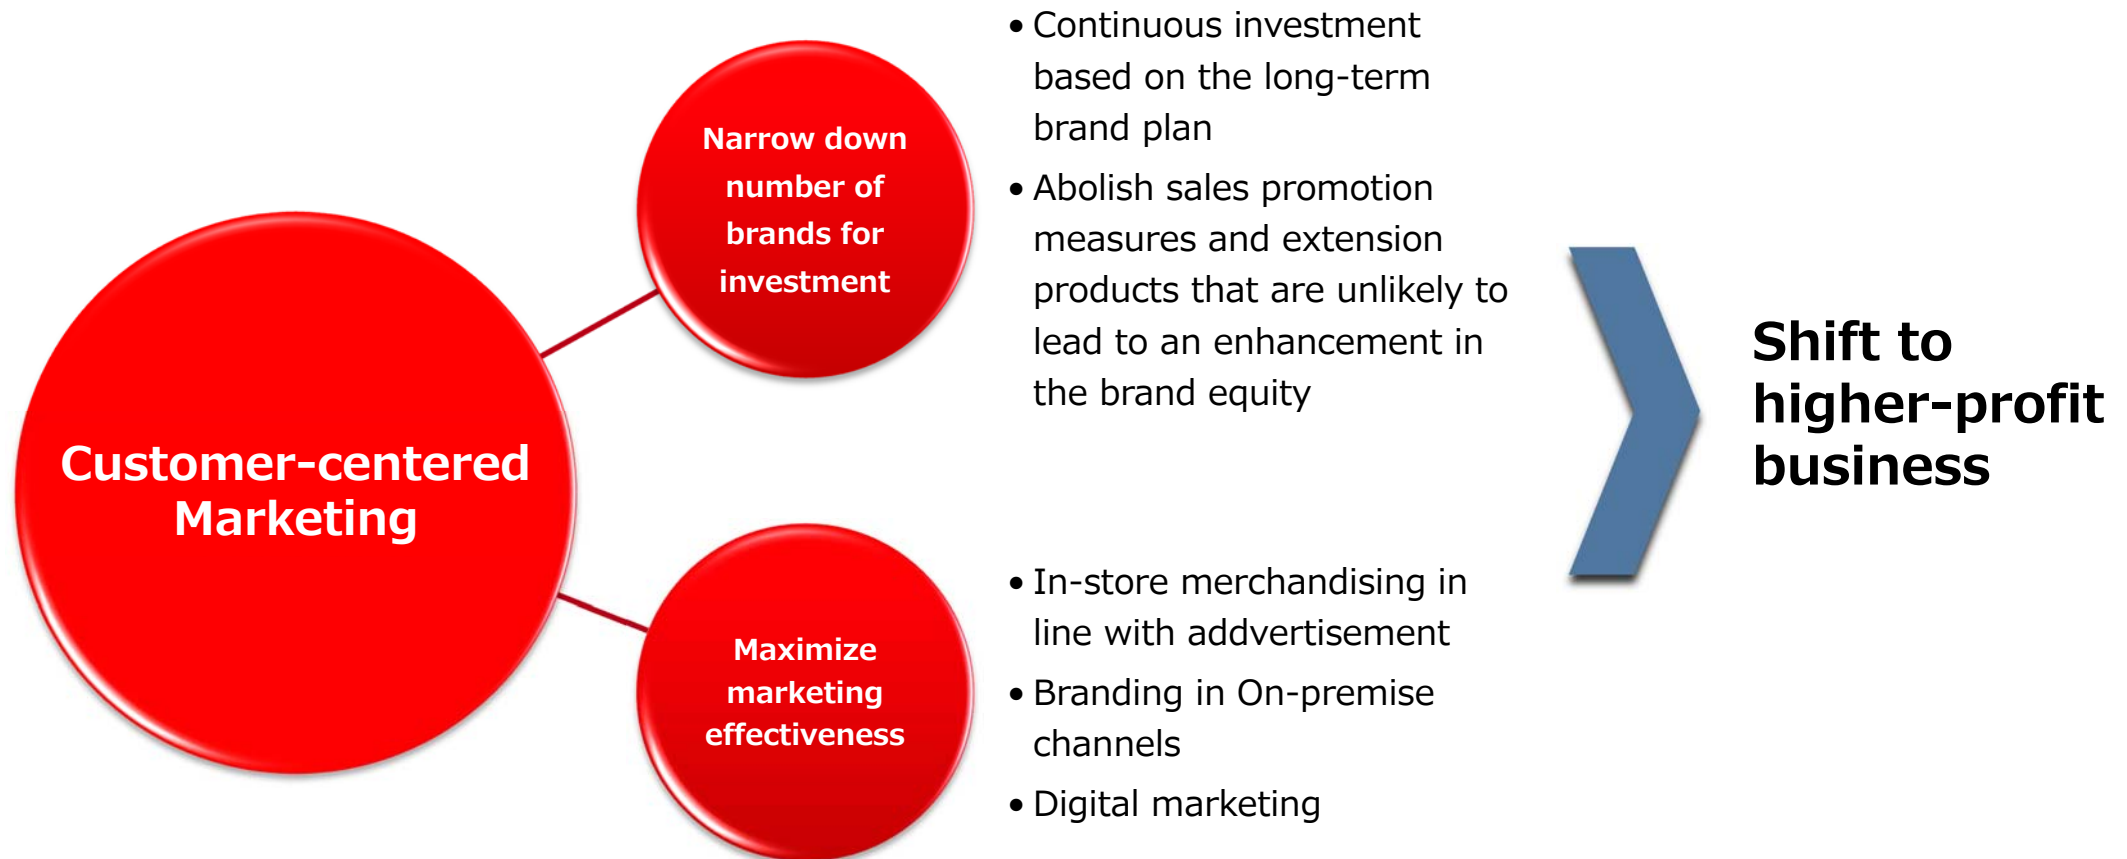 Customer-centered
Marketing
Narrow down
number of
brands for
investment
• Continuous investment
based on the long-term
brand plan
• Abolish sales promotion
measures and extension
products that are unlikely to
lead to an enhancement in
the brand equity
Maximize
marketing
effectiveness
• In-store merchandising in
line with addvertisement
• Branding in On-premise
channels
• Digital marketing
Shift to
higher-profit
business